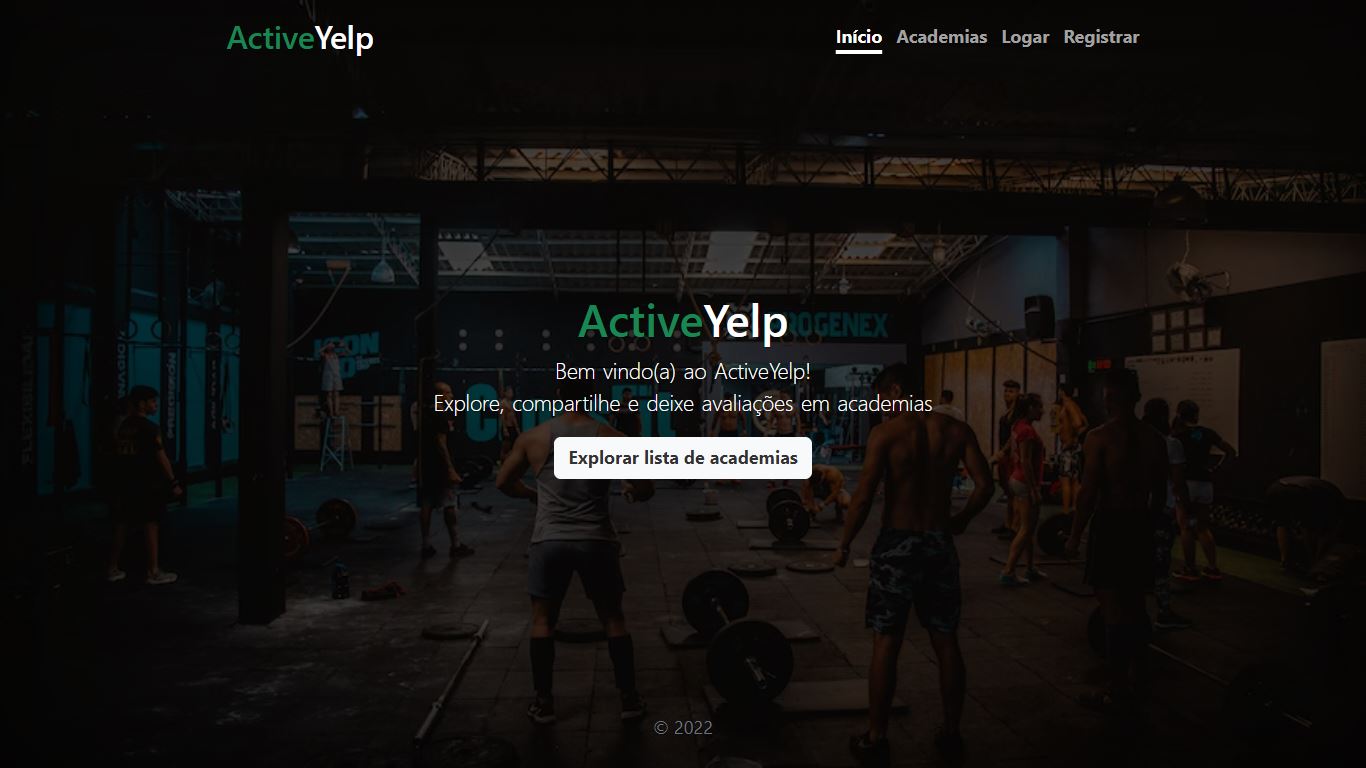 ActiveYelp
Início Academias Logar Registrar
ActiveYelp
Bem vindo(a) ao ActiveYelp!
Explore, compartilhe e deixe avaliações em academias
Explorar lista de academias
© 2022